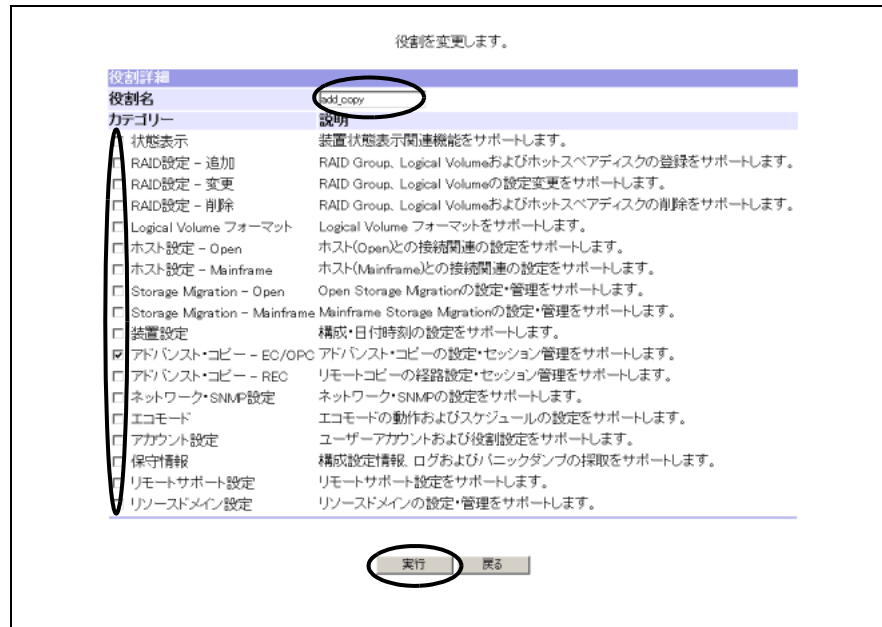 役割を変更します。
役割詳細
役割名 add_copy
カテゴリー 説明
状態表示 装置状態表示関連機能をサポートします。
RAID設定 - 追加 RAID Group、Logical Volumeおよびホットスペアディスクの登録をサポートします。
RAID設定 - 変更 RAID Group、Logical Volumeの設定変更をサポートします。
RAID設定 - 削除 RAID Group、Logical Volumeおよびホットスペアディスクの削除をサポートします。
Logical Volume フォーマット Logical Volume フォーマットをサポートします。
ホスト設定 - Open ホスト(Open)との接続関連の設定をサポートします。
ホスト設定 - Mainframe ホスト(Mainframe)との接続関連の設定をサポートします。
Storage Migration - Open Open Storage Migrationの設定・管理をサポートします。
Storage Migration - Mainframe Mainframe Storage Migrationの設定・管理をサポートします。
装置設定 構成・日付時刻の設定をサポートします。
アドバンスト・コピー - EC/OPC アドバンスト・コピーの設定・セッション管理をサポートします。
アドバンスト・コピー - REC リモートコピーの経路設定・セッション管理をサポートします。
ネットワーク・SNMP設定 ネットワーク・SNMPの設定をサポートします。
エコモード エコモードの動作およびスケジュールの設定をサポートします。
アカウント設定 ユーザーアカウントおよび役割設定をサポートします。
保守情報 構成設定情報、ログおよびパニックダンプの採取をサポートします。
リモートサポート設定 リモートサポート設定をサポートします。
リソースドメイン設定 リソースドメインの設定・管理をサポートします。
実行 戻る